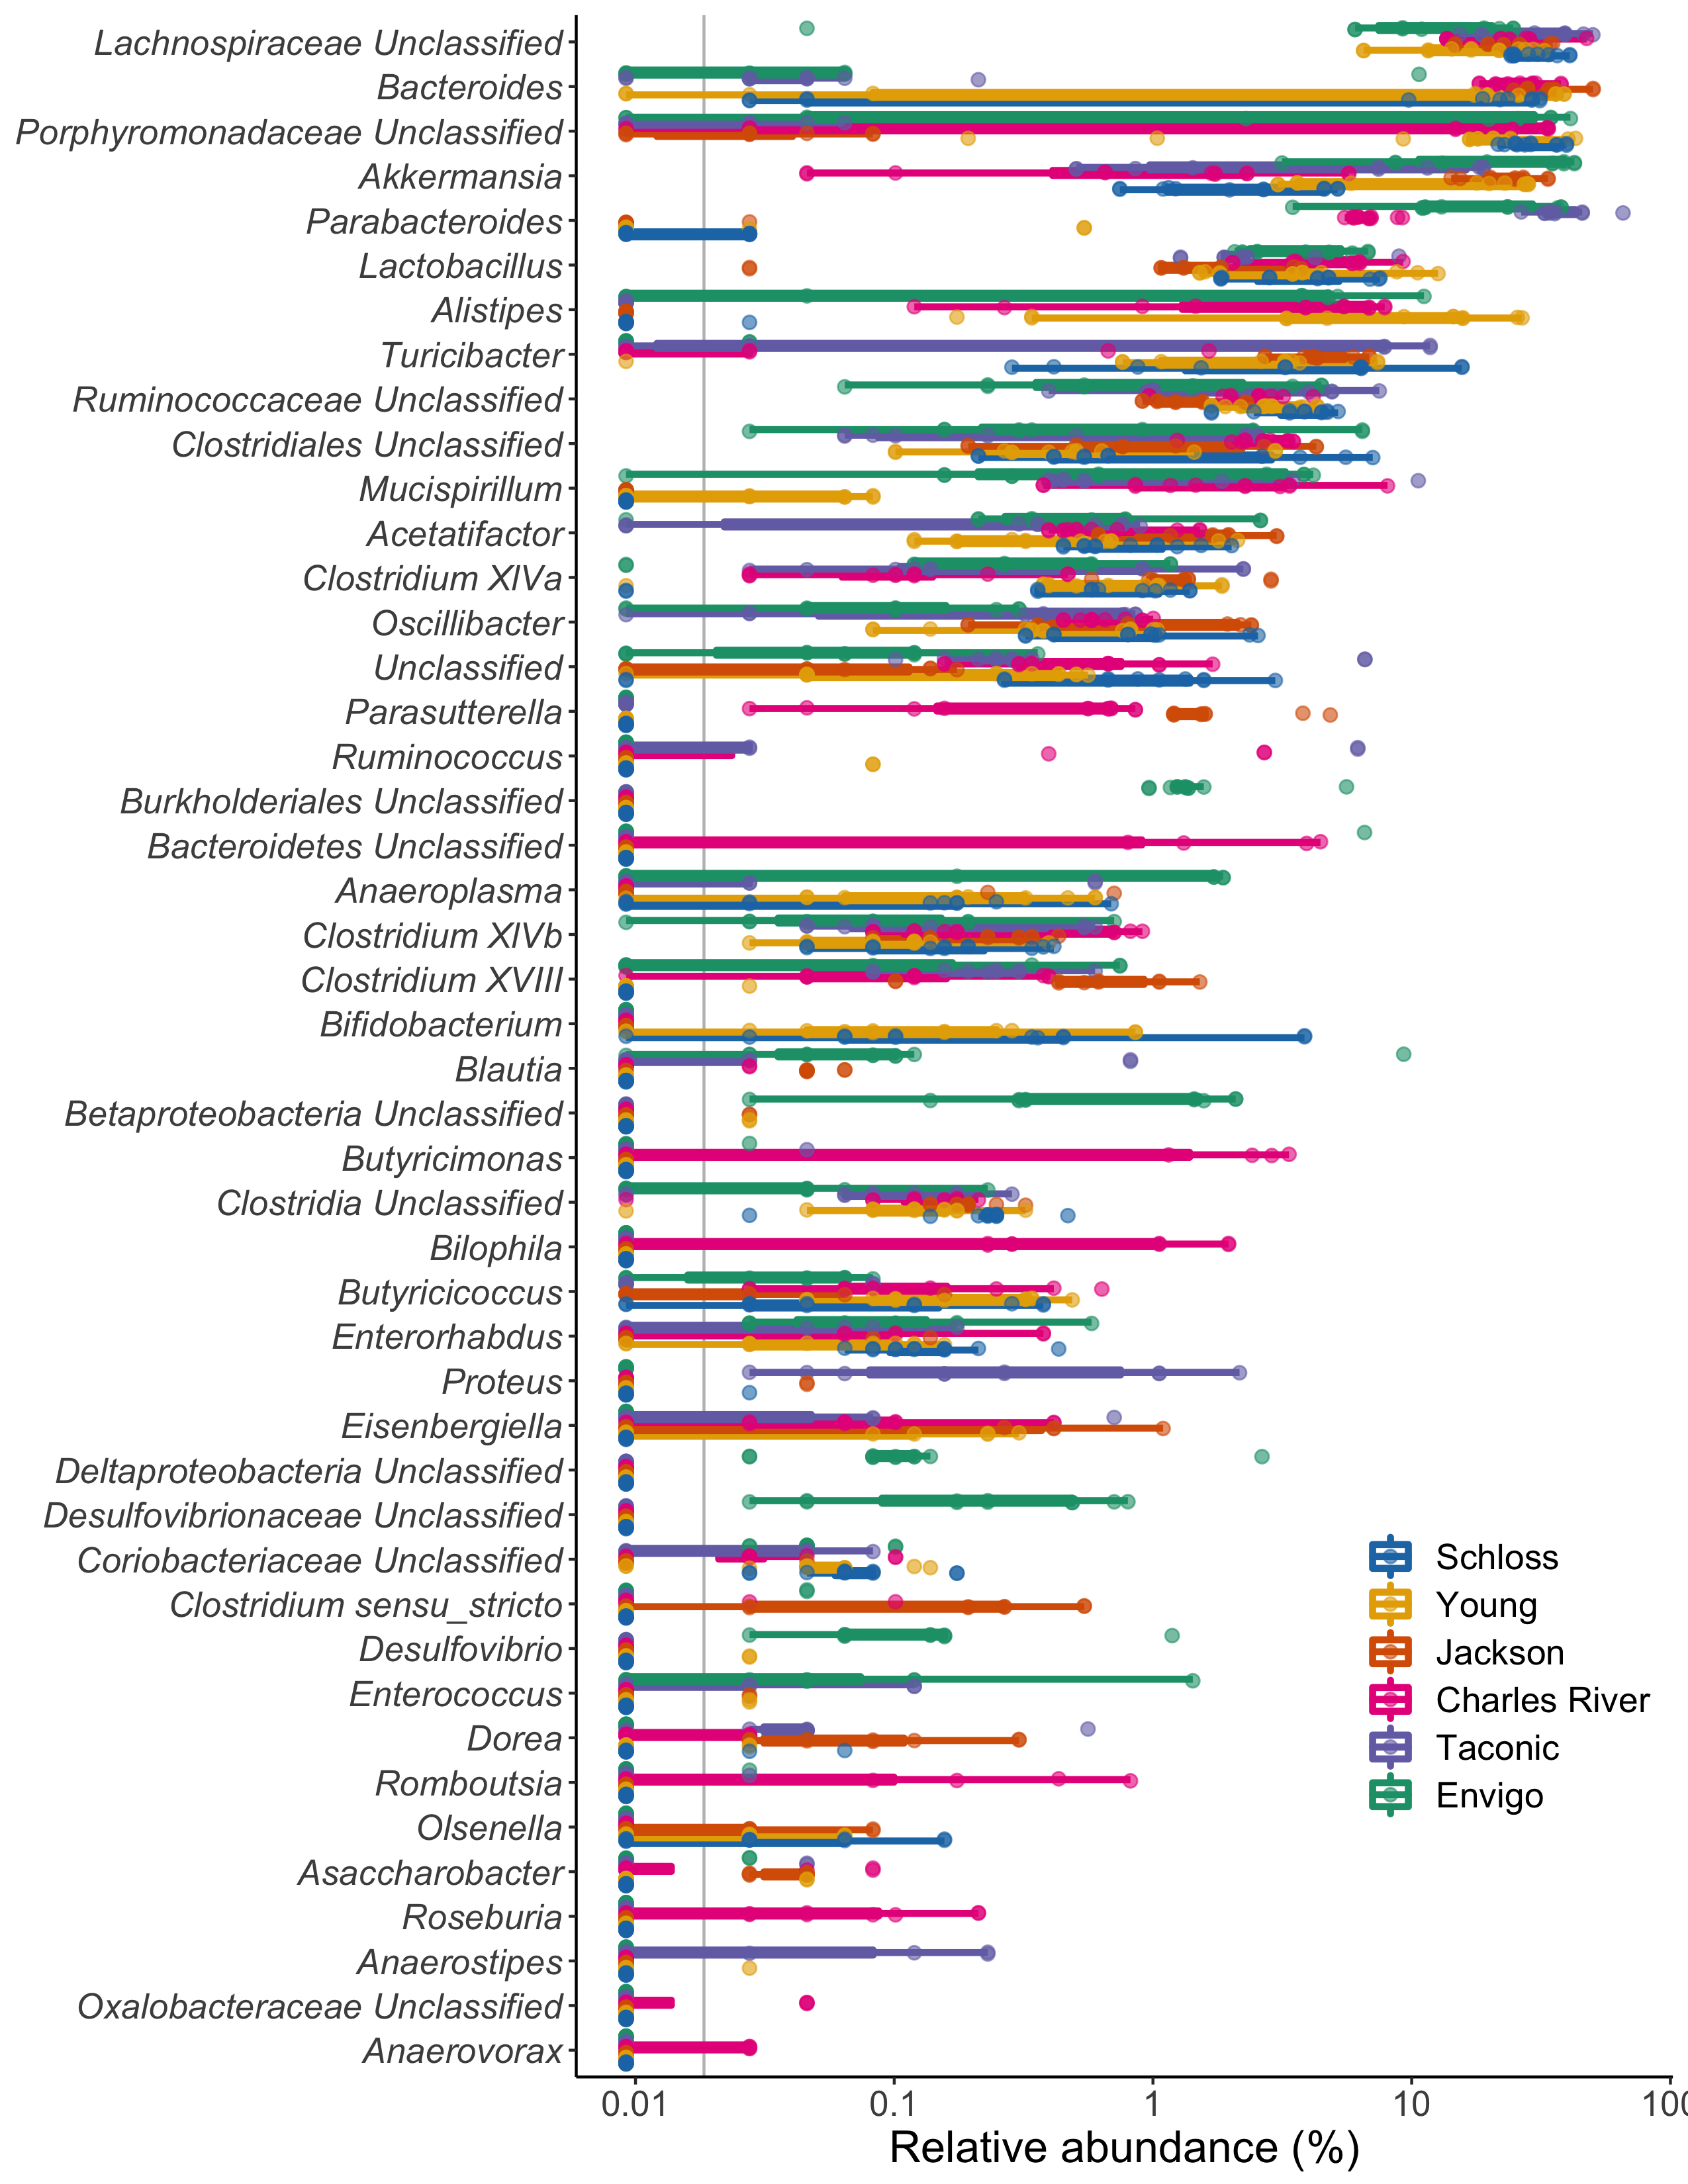 Lachnospiraceae Unclassified
Bacteroides
Porphyromonadaceae Unclassified
Akkermansia
Parabacteroides
Lactobacillus
Alistipes
Turicibacter
Ruminococcaceae Unclassified
Clostridiales Unclassified
Mucispirillum
Acetatifactor
Clostridium XlVa
Oscillibacter
Unclassified
Parasutterella
Ruminococcus
Burkholderiales Unclassified
Bacteroidetes Unclassified
Anaeroplasma
Clostridium XlVb
Clostridium XVIII
Bifidobacterium
Blautia
Betaproteobacteria Unclassified
Butyricimonas
Clostridia Unclassified
Bilophila
Butyricicoccus
Enterorhabdus
Proteus
Eisenbergiella
Deltaproteobacteria Unclassified
Desulfovibrionaceae Unclassified
Coriobacteriaceae Unclassified
Clostridium sensu_stricto
Desulfovibrio
Enterococcus
Dorea
Romboutsia
Olsenella
Asaccharobacter
Roseburia
Anaerostipes
Oxalobacteraceae Unclassified
Anaerovorax
Schloss
Young
Jackson
Charles River
Taconic
Envigo
0.01 0.1 1 10 100
Relative abundance (%)